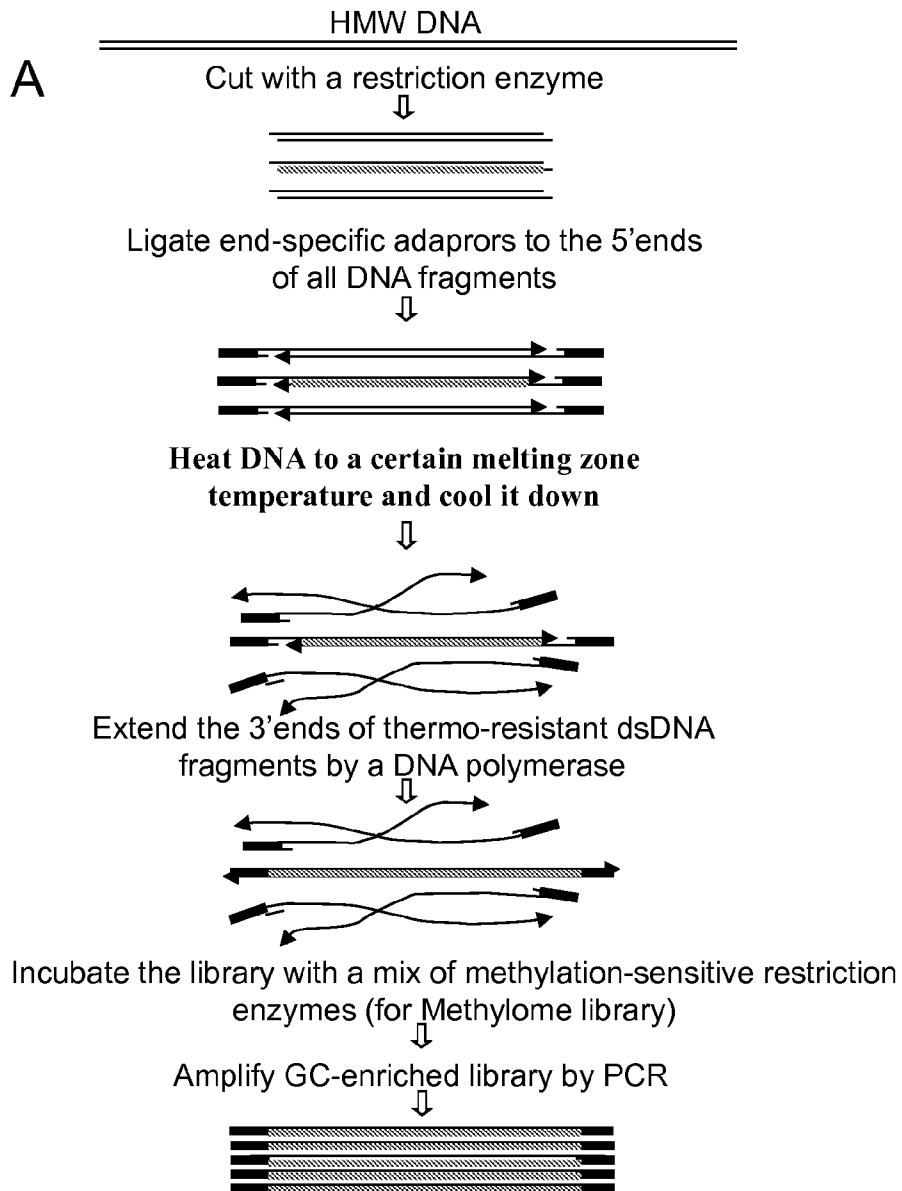 HMW DNA
A
Cut with a restriction enzyme
Ligate end-specific adaprors to the 5'ends
of all DNA fragments
Heat DNA to a certain melting zone
temperature and cool it down
Extend the 3'ends of thermo-resistant dsDNA
fragments by a DNA polymerase
Incubate the library with a mix of methylation-sensitive restriction
enzymes (for Methylome library)
Amplify GC-enriched library by PCR